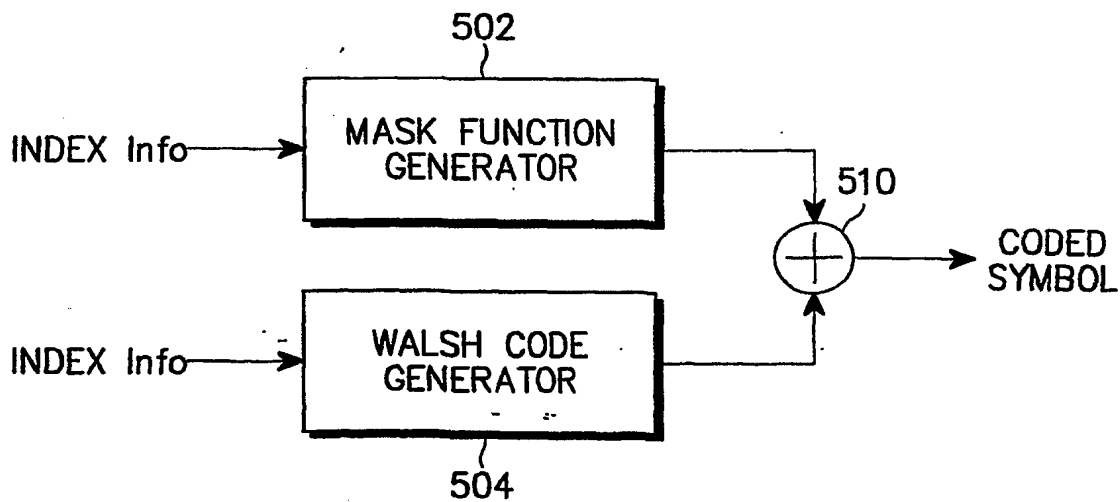 502
INDEX Info
MASK FUNCTION
GENERATOR
510
CODED
SYMBOL
INDEX Info
WALSH CODE
GENERATOR
504